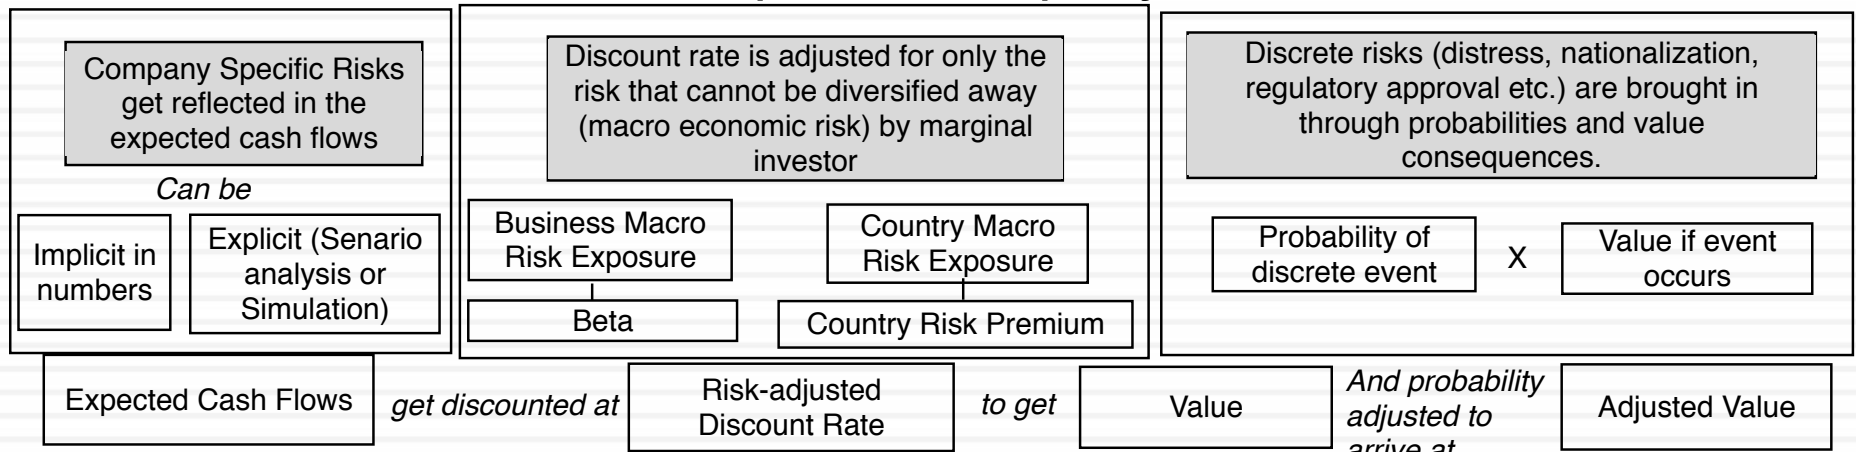 Company Specific Risks
get reflected in the
expected cash flows
Can be
Implicit in
numbers
Explicit (Senario
analysis or
Simulation)
Discount rate is adjusted for only the
risk that cannot be diversified away
(macro economic risk) by marginal
investor
Business Macro
Risk Exposure
Beta
Country Macro
Risk Exposure
Country Risk Premium
Discrete risks (distress, nationalization,
regulatory approval etc.) are brought in
through probabilities and value
consequences.
Probability of
discrete event
X
Value if event
occurs
Expected Cash Flows
get discounted at
Risk-adjusted
Discount Rate
to get
Value
And probability
adjusted to
arrive at
Adjusted Value